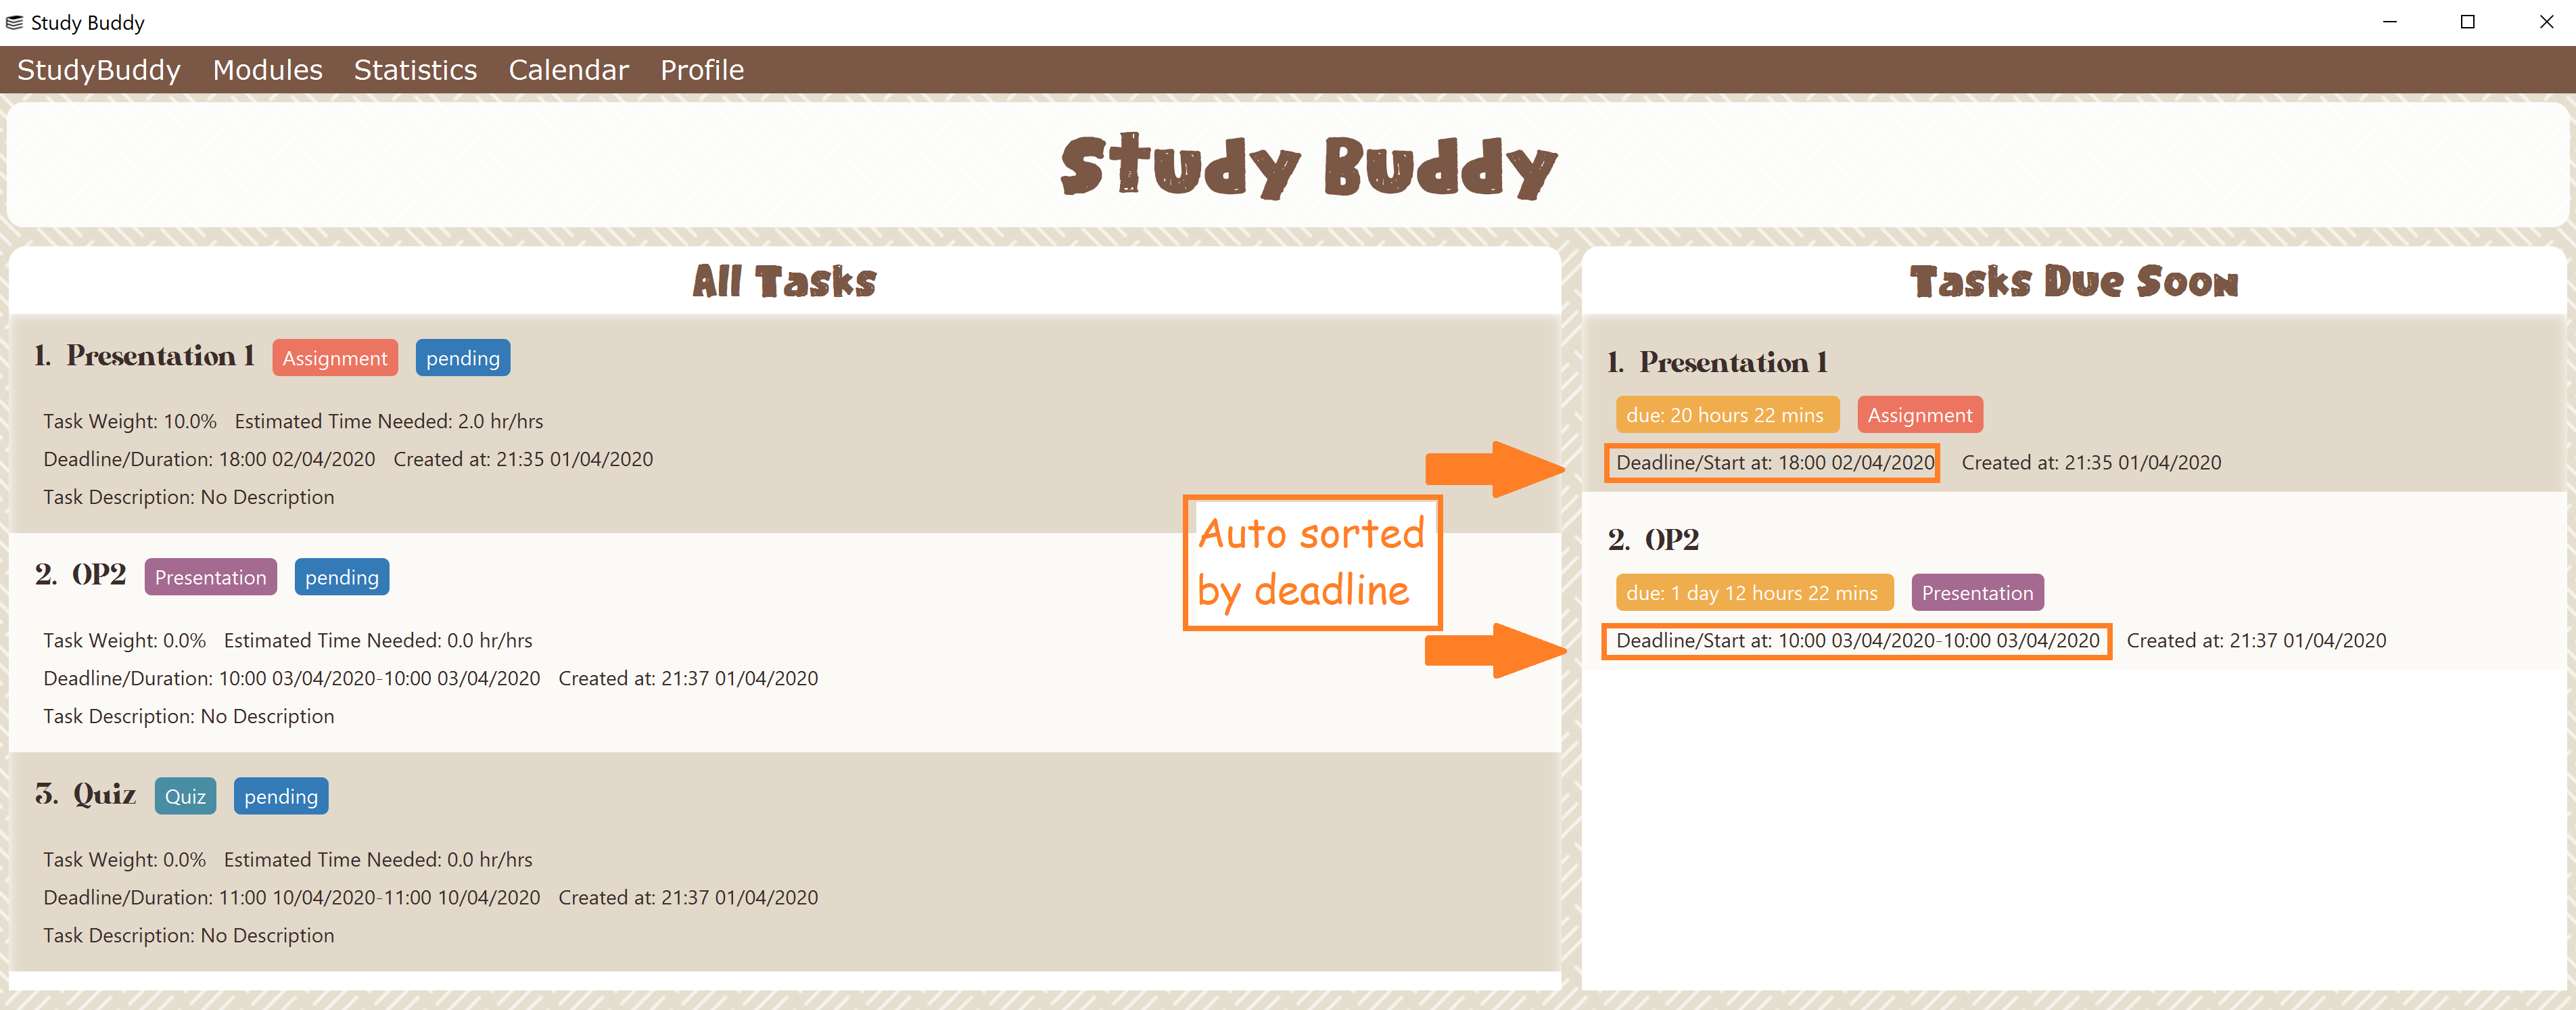 Study Buddy
StudyBuddy Modules Statistics Calendar Profile
Study Buddy
All Tasks
1. Presentation 1 Assignment pending
Task Weight: 10.0% Estimated Time Needed: 2.0 hr/hrs
Deadline/Duration: 18:00 02/04/2020 Created at: 21:35 01/04/2020
Task Description: No Description
2. OP2 Presentation pending
Task Weight: 0.0% Estimated Time Needed: 0.0 hr/hrs
Deadline/Duration: 10:00 03/04/2020-10:00 03/04/2020 Created at: 21:37 01/04/2020
Task Description: No Description
3. Quiz Quiz pending
Task Weight: 0.0% Estimated Time Needed: 0.0 hr/hrs
Deadline/Duration: 11:00 10/04/2020-11:00 10/04/2020 Created at: 21:37 01/04/2020
Task Description: No Description
Auto sorted
by deadline
Tasks Due Soon
1. Presentation 1
due: 20 hours 22 mins Assignment
Deadline/Start at: 18:00 02/04/2020 Created at: 21:35 01/04/2020
2. OP2
due: 1 day 12 hours 22 mins Presentation
Deadline/Start at: 10:00 03/04/2020-10:00 03/04/2020 Created at: 21:37 01/04/2020